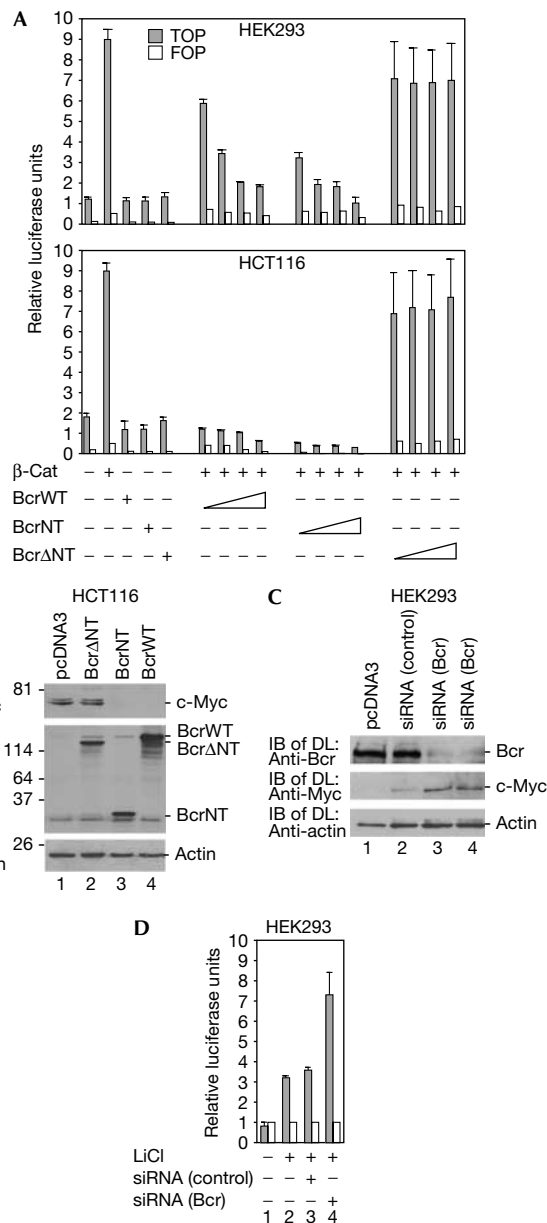 A
HEK293
TOP
FOP
10
9
8
7
6
5
4
3
2
1
0
Relative luciferase units
HCT116
10
9
8
7
6
5
4
3
2
1
0
β-Cat – + – – – + + + + + + + + + + + +
BcrWT – – + – – – – – – – – – –
BcrNT – – – + – – – – – – – – –
BcrΔNT – – – – + – – – – – – – –
HCT116
pcDNA3
BcrΔNT
BcrNT
BcrWT
81
c-Myc
BcrWT
BcrΔNT
114
64
37
BcrNT
26
Actin
1 2 3 4
C
HEK293
pcDNA3
siRNA (control)
siRNA (Bcr)
siRNA (Bcr)
IB of DL:
Anti-Bcr
Bcr
IB of DL:
Anti-Myc
c-Myc
IB of DL:
Anti-actin
Actin
1 2 3 4
D
HEK293
Relative luciferase units
10
9
8
7
6
5
4
3
2
1
0
LiCl – + + +
siRNA (control) – – + –
siRNA (Bcr) – – – +
1 2 3 4